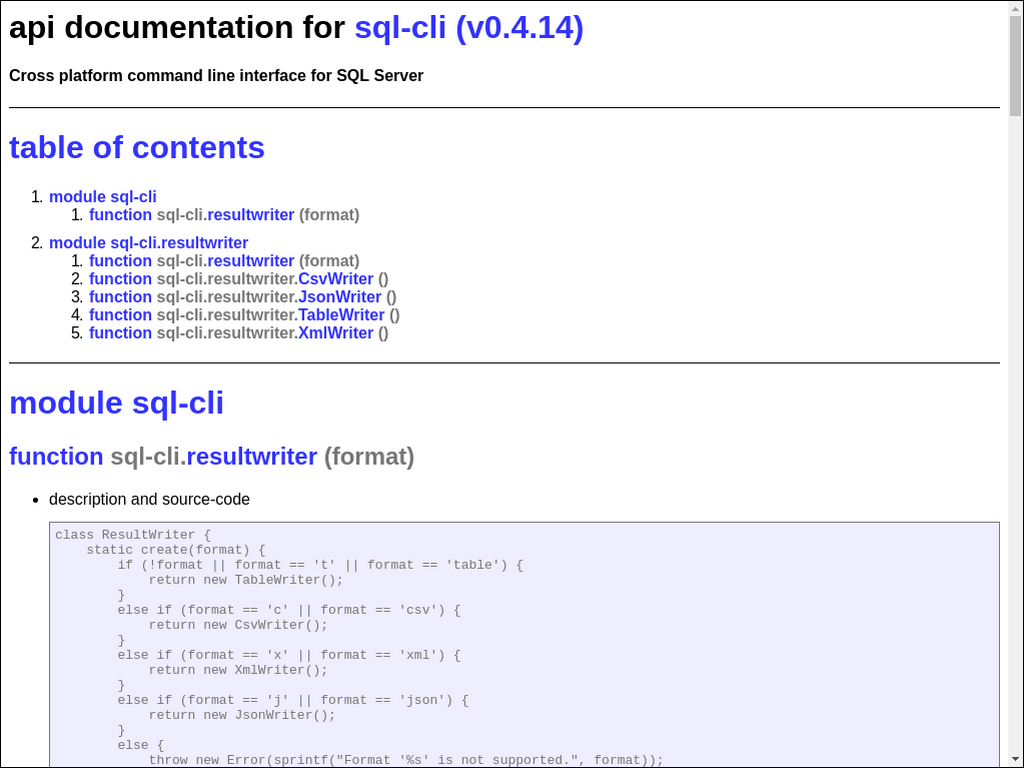 api documentation for sql-cli (v0.4.14)
Cross platform command line interface for SQL Server
table of contents
1. module sql-cli
1. function sql-cli.resultwriter (format)
2. module sql-cli.resultwriter
1. function sql-cli.resultwriter (format)
2. function sql-cli.resultwriter.CsvWriter ()
3. function sql-cli.resultwriter.JsonWriter ()
4. function sql-cli.resultwriter.TableWriter ()
5. function sql-cli.resultwriter.XmlWriter ()
module sql-cli
function sql-cli.resultwriter (format)
• description and source-code
class ResultWriter {
    static create(format) {
        if (!format || format == 't' || format == 'table') {
            return new TableWriter();
        }
        else if (format == 'c' || format == 'csv') {
            return new CsvWriter();
        }
        else if (format == 'x' || format == 'xml') {
            return new XmlWriter();
        }
        else if (format == 'j' || format == 'json') {
            return new JsonWriter();
        }
        else {
            throw new Error(sprintf("Format '%s' is not supported.", format));